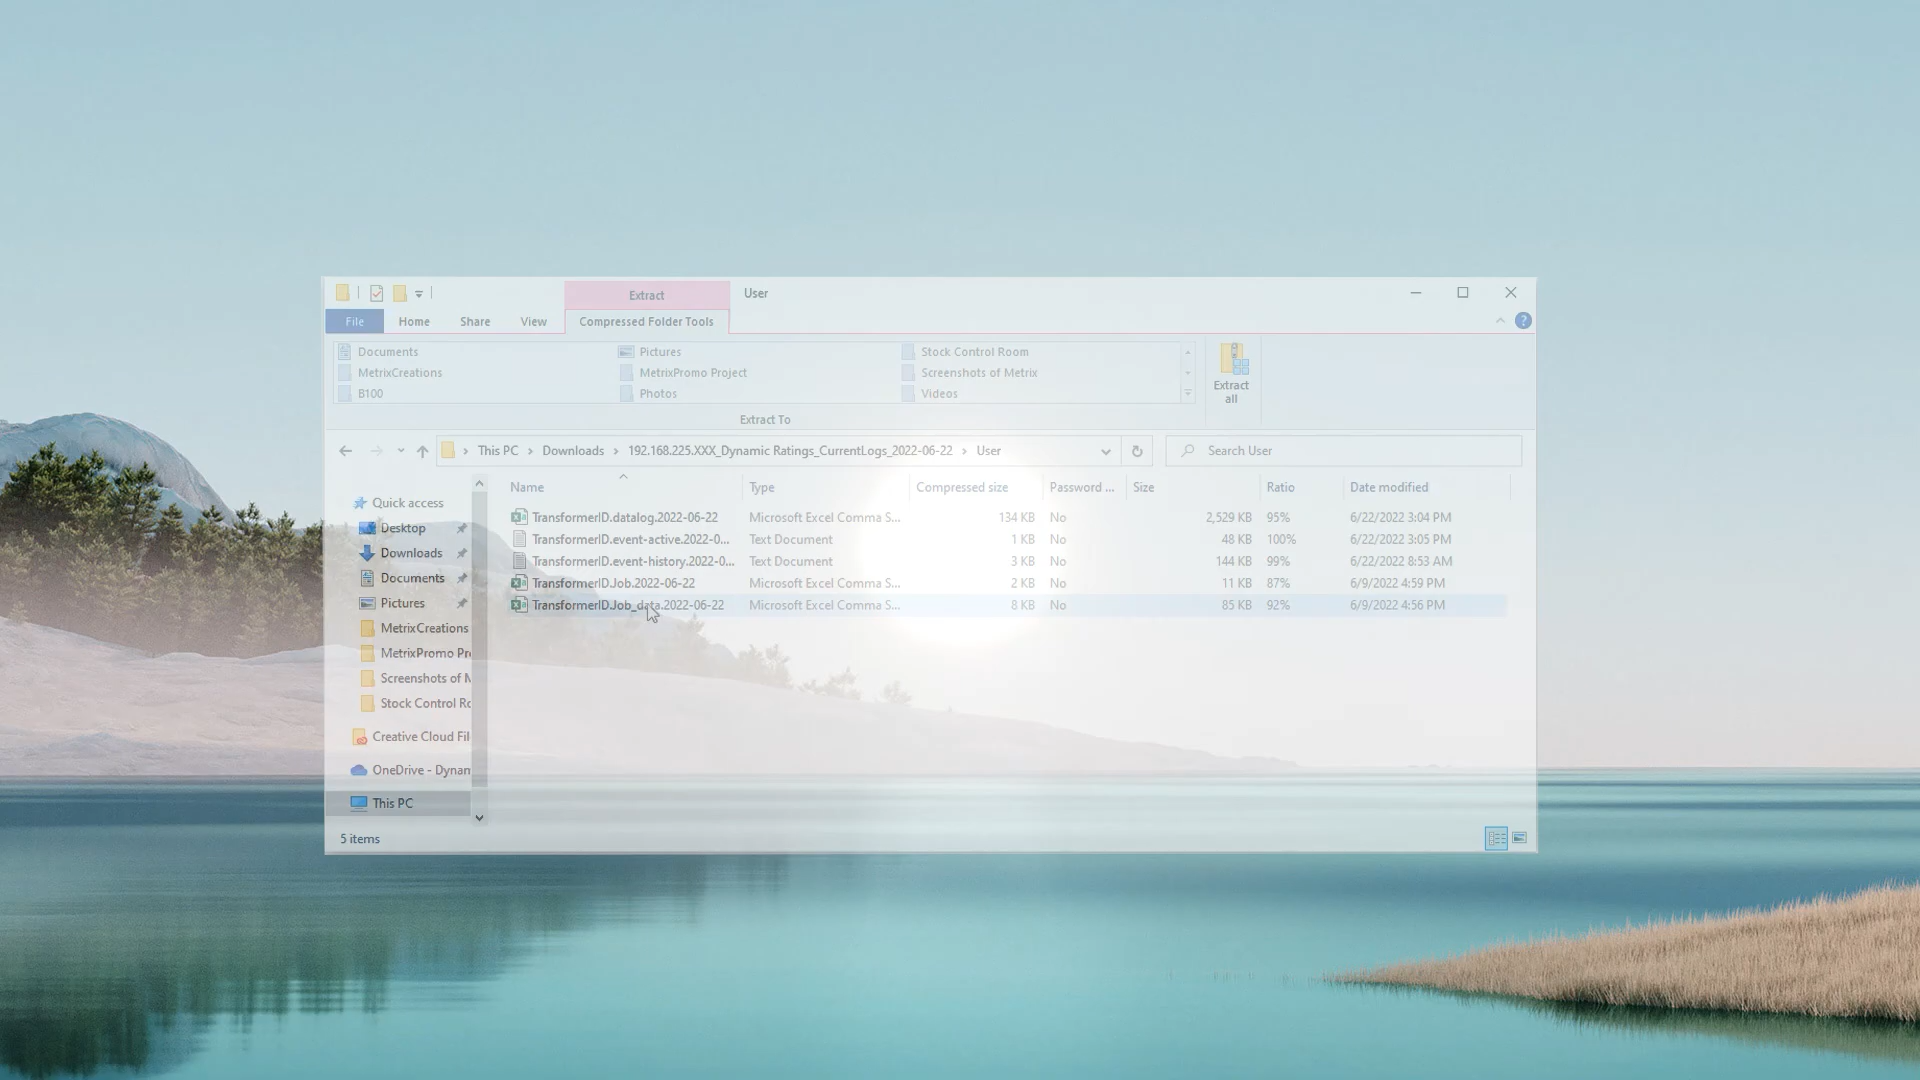 Extract
User
File
Home
Share
View
Compressed Folder Tools
Documents
Pictures
Stock Control Room
MetrixCreations
MetrixPromo Project
Screenshots of Metrix
B100
Photos
Videos
Extract all
Extract To
This PC > Downloads > 192.168.225.XXX_Dynamic Ratings_CurrentLogs_2022-06-22 > User
Search User
Name Type Compressed size Password ... Size Ratio Date modified
TransformerID.datalog.2022-06-22 Microsoft Excel Comma S... 134 KB No 2,529 KB 95% 6/22/2022 3:04 PM
TransformerID.event-active.2022-0... Text Document 1 KB No 48 KB 100% 6/22/2022 3:05 PM
TransformerID.event-history.2022-0... Text Document 3 KB No 144 KB 99% 6/22/2022 8:53 AM
TransformerID.Job.2022-06-22 Microsoft Excel Comma S... 2 KB No 11 KB 87% 6/9/2022 4:59 PM
TransformerID.Job_data.2022-06-22 Microsoft Excel Comma S... 8 KB No 85 KB 92% 6/9/2022 4:56 PM
Quick access
Desktop
Downloads
Documents
Pictures
MetrixCreations
MetrixPromo Pr
Screenshots of M
Stock Control Ro
Creative Cloud Fil
OneDrive - Dynan
This PC
5 items